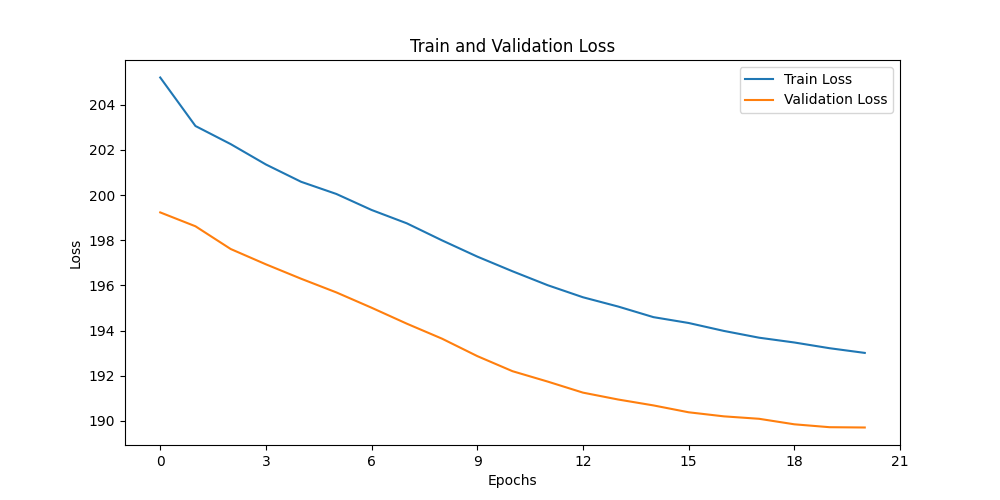 Train and Validation Loss
Train Loss
Validation Loss
Loss
204
202
200
198
196
194
192
190
0 3 6 9 12 15 18 21
Epochs